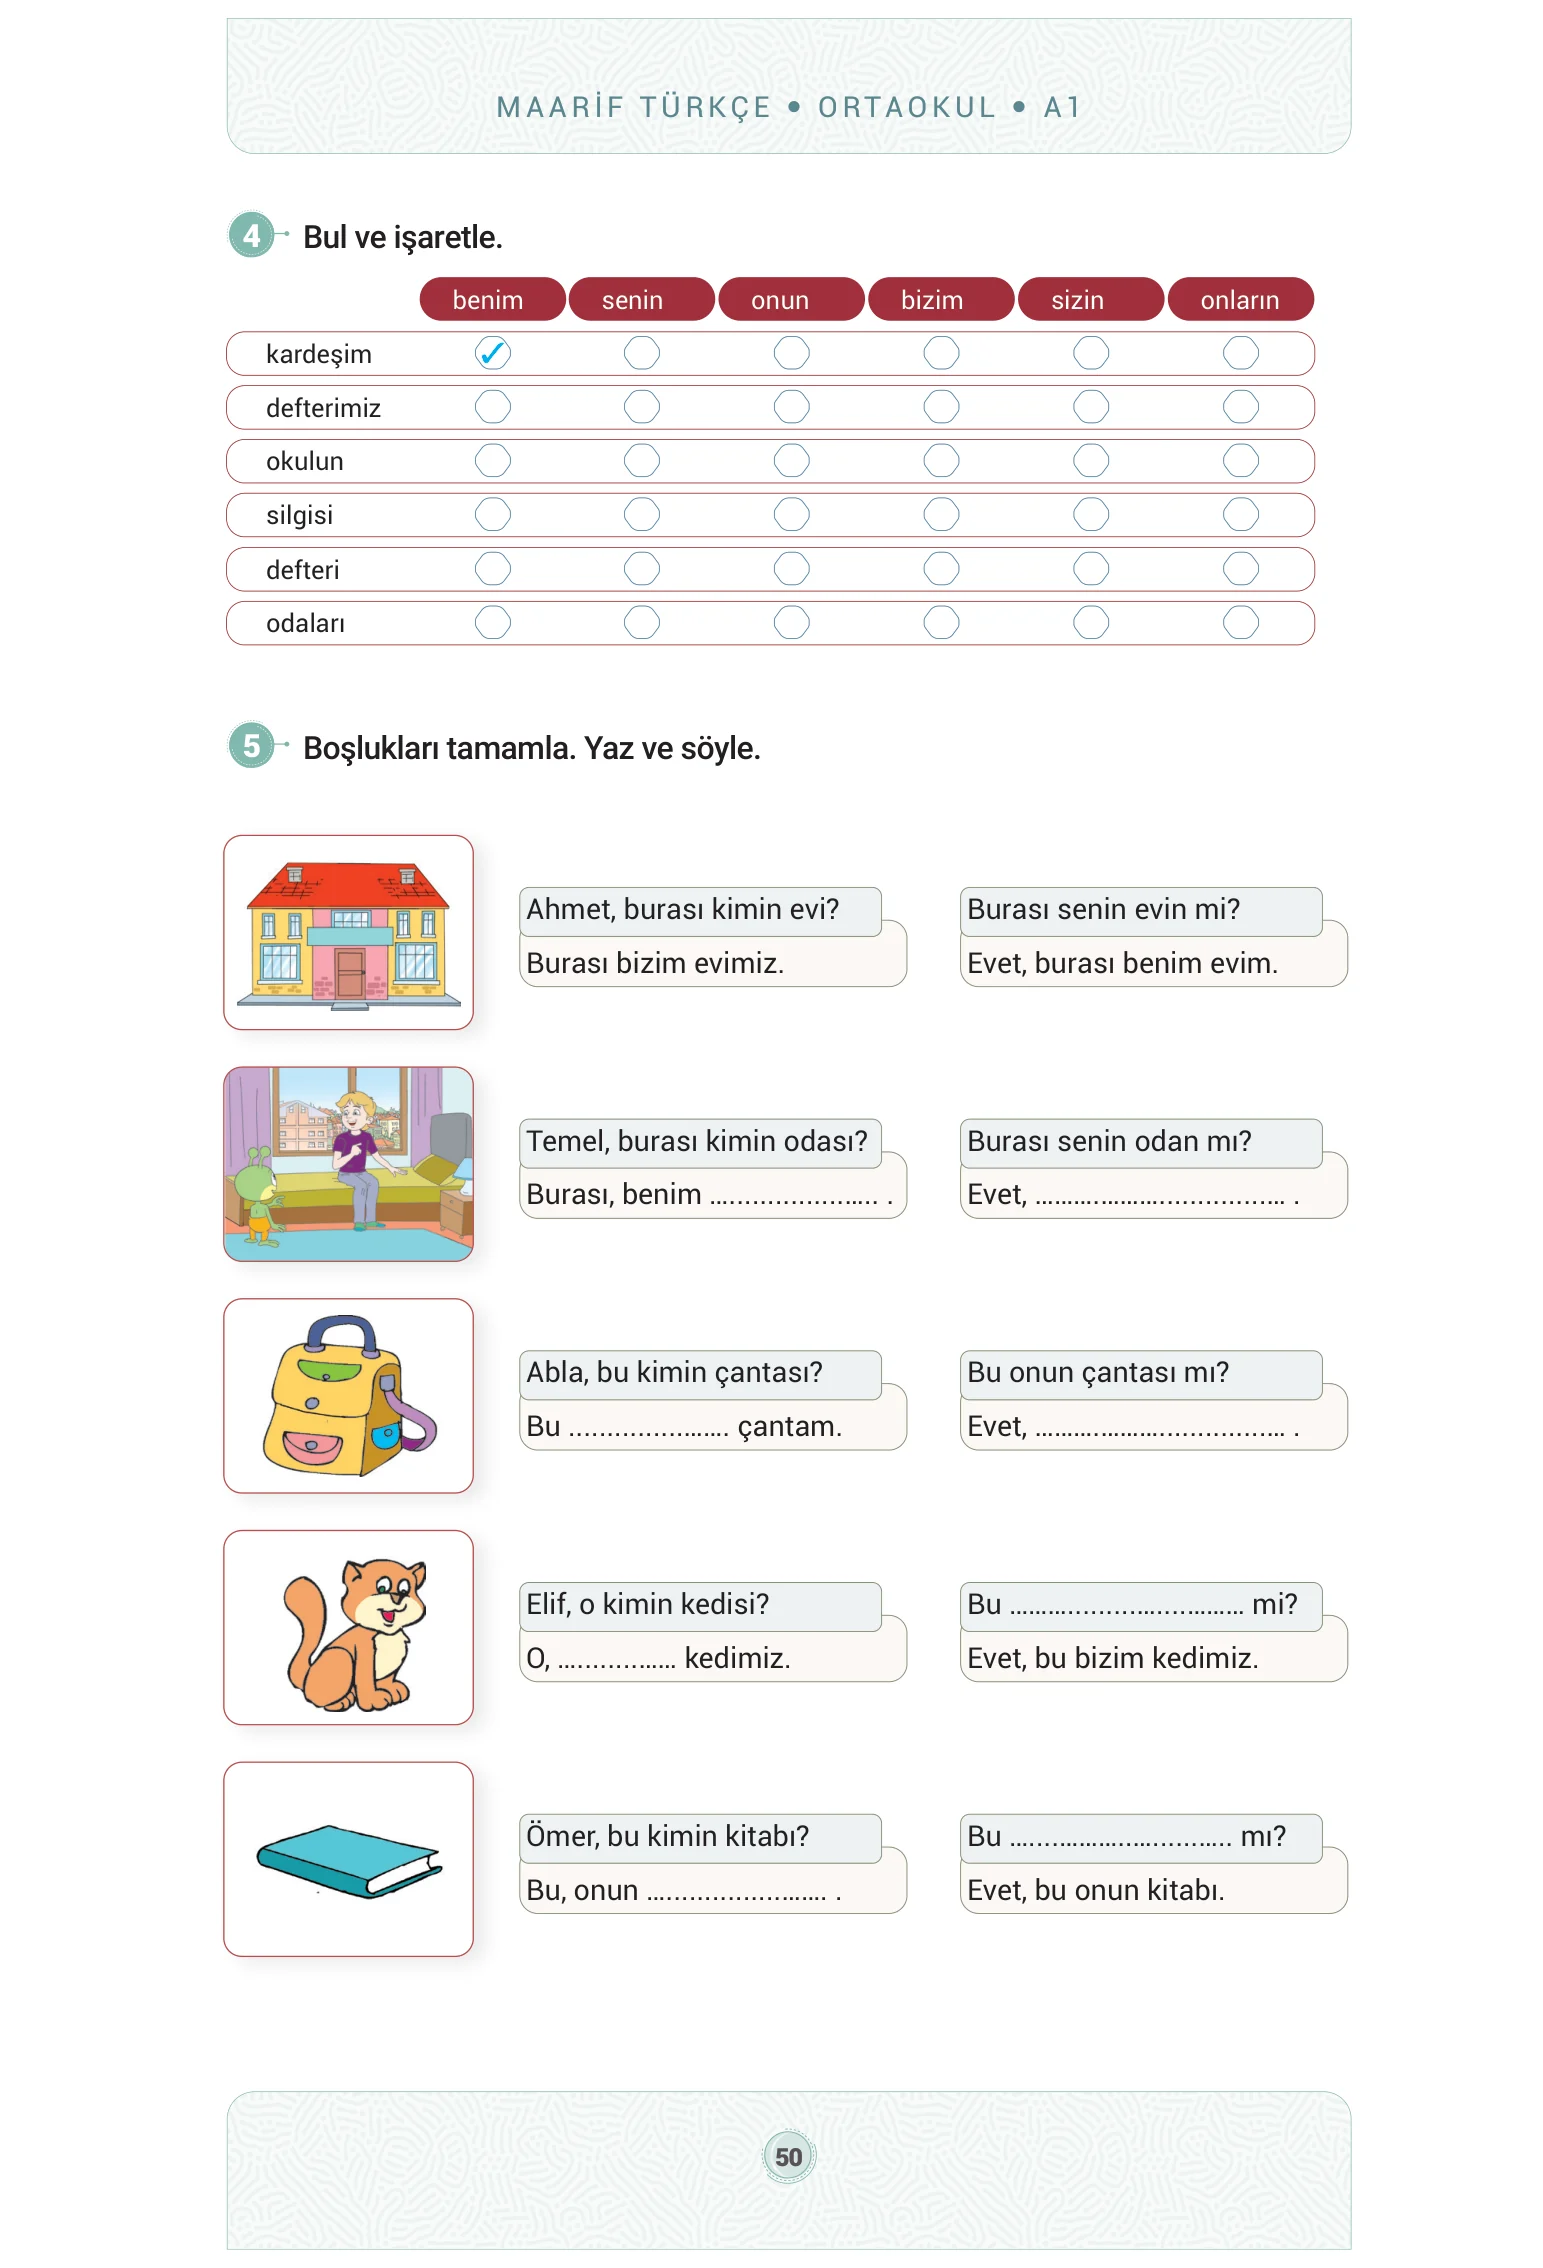 MAARİF TÜRKÇE • ORTAOKUL • A1
4 Bul ve işaretle.
benim senin onun bizim sizin onların
kardeşim ✓
defterimiz
okulun
silgisi
defteri
odaları
5 Boşlukları tamamla. Yaz ve söyle.
Ahmet, burası kimin evi?
Burası bizim evimiz.
Burası senin evin mi?
Evet, burası benim evim.
Temel, burası kimin odası?
Burası, benim ........................ .
Burası senin odan mı?
Evet, .................................... .
Abla, bu kimin çantası?
Bu ........................ çantam.
Bu onun çantası mı?
Evet, .................................... .
Elif, o kimin kedisi?
O, .................. kedimiz.
Bu .................................. mi?
Evet, bu bizim kedimiz.
Ömer, bu kimin kitabı?
Bu, onun .......................... .
Bu ................................ mı?
Evet, bu onun kitabı.
50